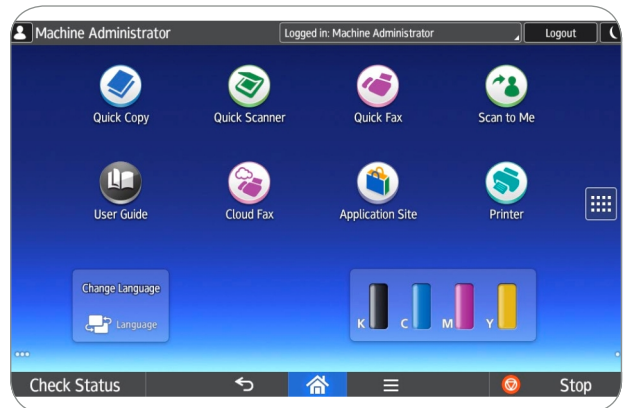 Machine Administrator
Logged in: Machine Administrator
Logout
Quick Copy
Quick Scanner
Quick Fax
Scan to Me
User Guide
Cloud Fax
Application Site
Printer
Change Language
Language
K C M Y
Check Status
Stop